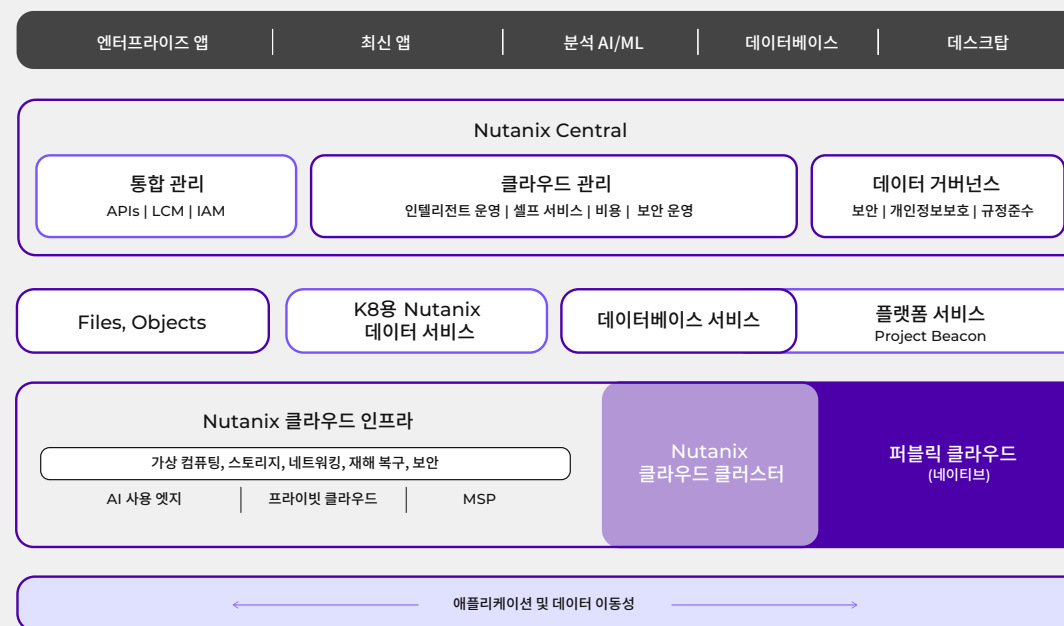 엔터프라이즈 앱 | 최신 앱 | 분석 AI/ML | 데이터베이스 | 데스크탑
Nutanix Central
통합 관리
APIs | LCM | IAM
클라우드 관리
인텔리전트 운영 | 셀프 서비스 | 비용 | 보안 운영
데이터 거버넌스
보안 | 개인정보보호 | 규정준수
Files, Objects
K8용 Nutanix
데이터 서비스
데이터베이스 서비스
플랫폼 서비스
Project Beacon
Nutanix 클라우드 인프라
가상 컴퓨팅, 스토리지, 네트워킹, 재해 복구, 보안
AI 사용 엣지 | 프라이빗 클라우드 | MSP
Nutanix
클라우드 클러스터
퍼블릭 클라우드
(네이티브)
애플리케이션 및 데이터 이동성